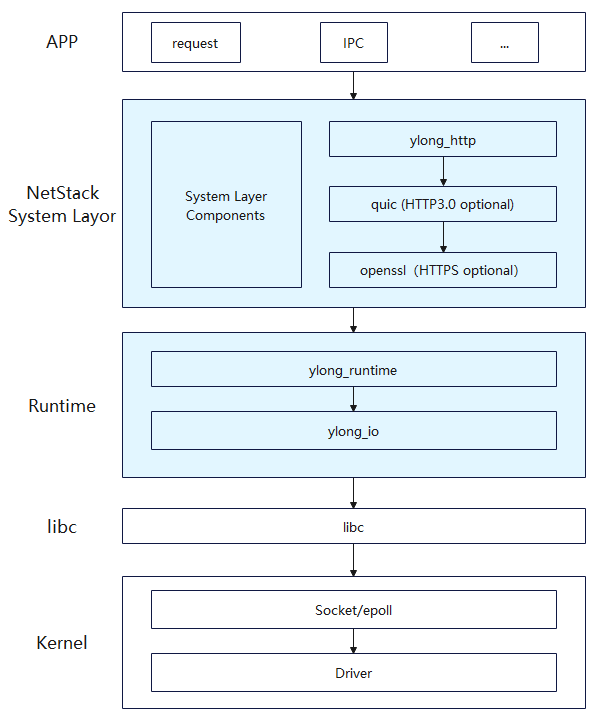 APP
request
IPC
...
NetStack
System Layor
System Layer
Components
ylong_http
quic (HTTP3.0 optional)
openssl（HTTPS optional）
Runtime
ylong_runtime
ylong_io
libc
libc
Kernel
Socket/epoll
Driver